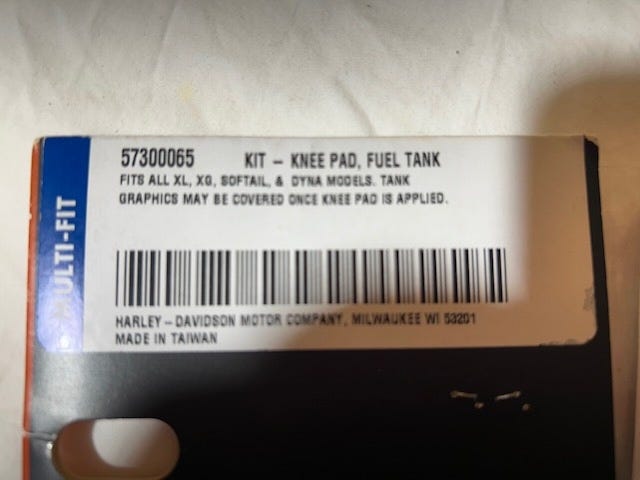 57300065 KIT – KNEE PAD, FUEL TANK
FITS ALL XL, XG, SOFTAIL, & DYNA MODELS. TANK
GRAPHICS MAY BE COVERED ONCE KNEE PAD IS APPLIED.
MULTI-FIT
HARLEY – DAVIDSON MOTOR COMPANY, MILWAUKEE WI 53201
MADE IN TAIWAN